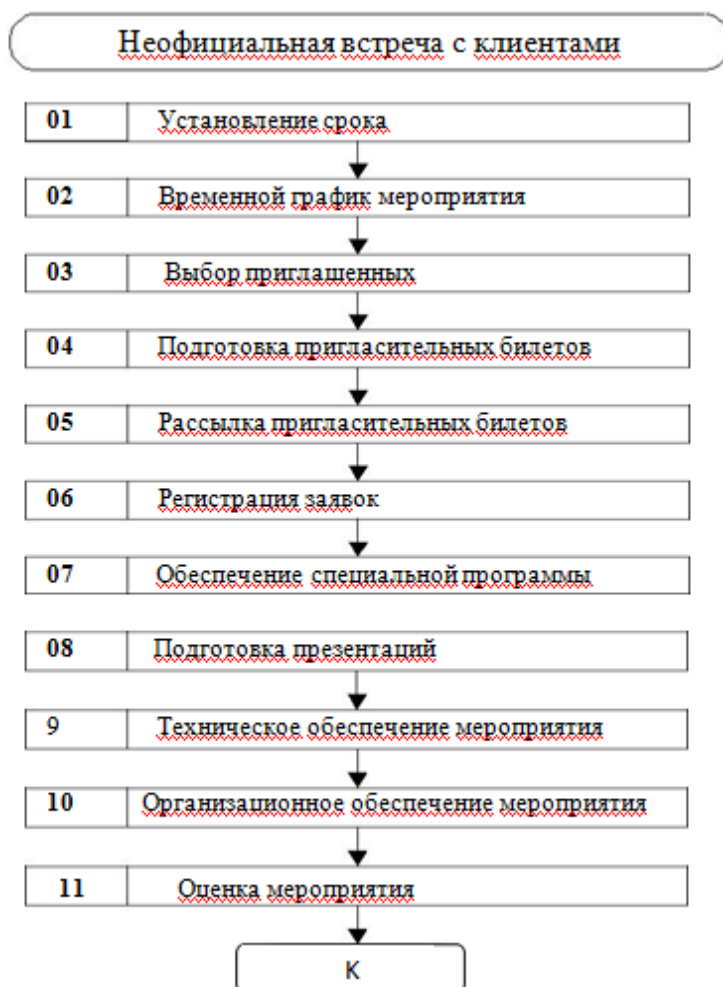 Неофициальная встреча с клиентами
01 Установление срока
02 Временной график мероприятия
03 Выбор приглашенных
04 Подготовка пригласительных билетов
05 Рассылка пригласительных билетов
06 Регистрация заявок
07 Обеспечение специальной программы
08 Подготовка презентаций
9 Техническое обеспечение мероприятия
10 Организационное обеспечение мероприятия
11 Оценка мероприятия
К